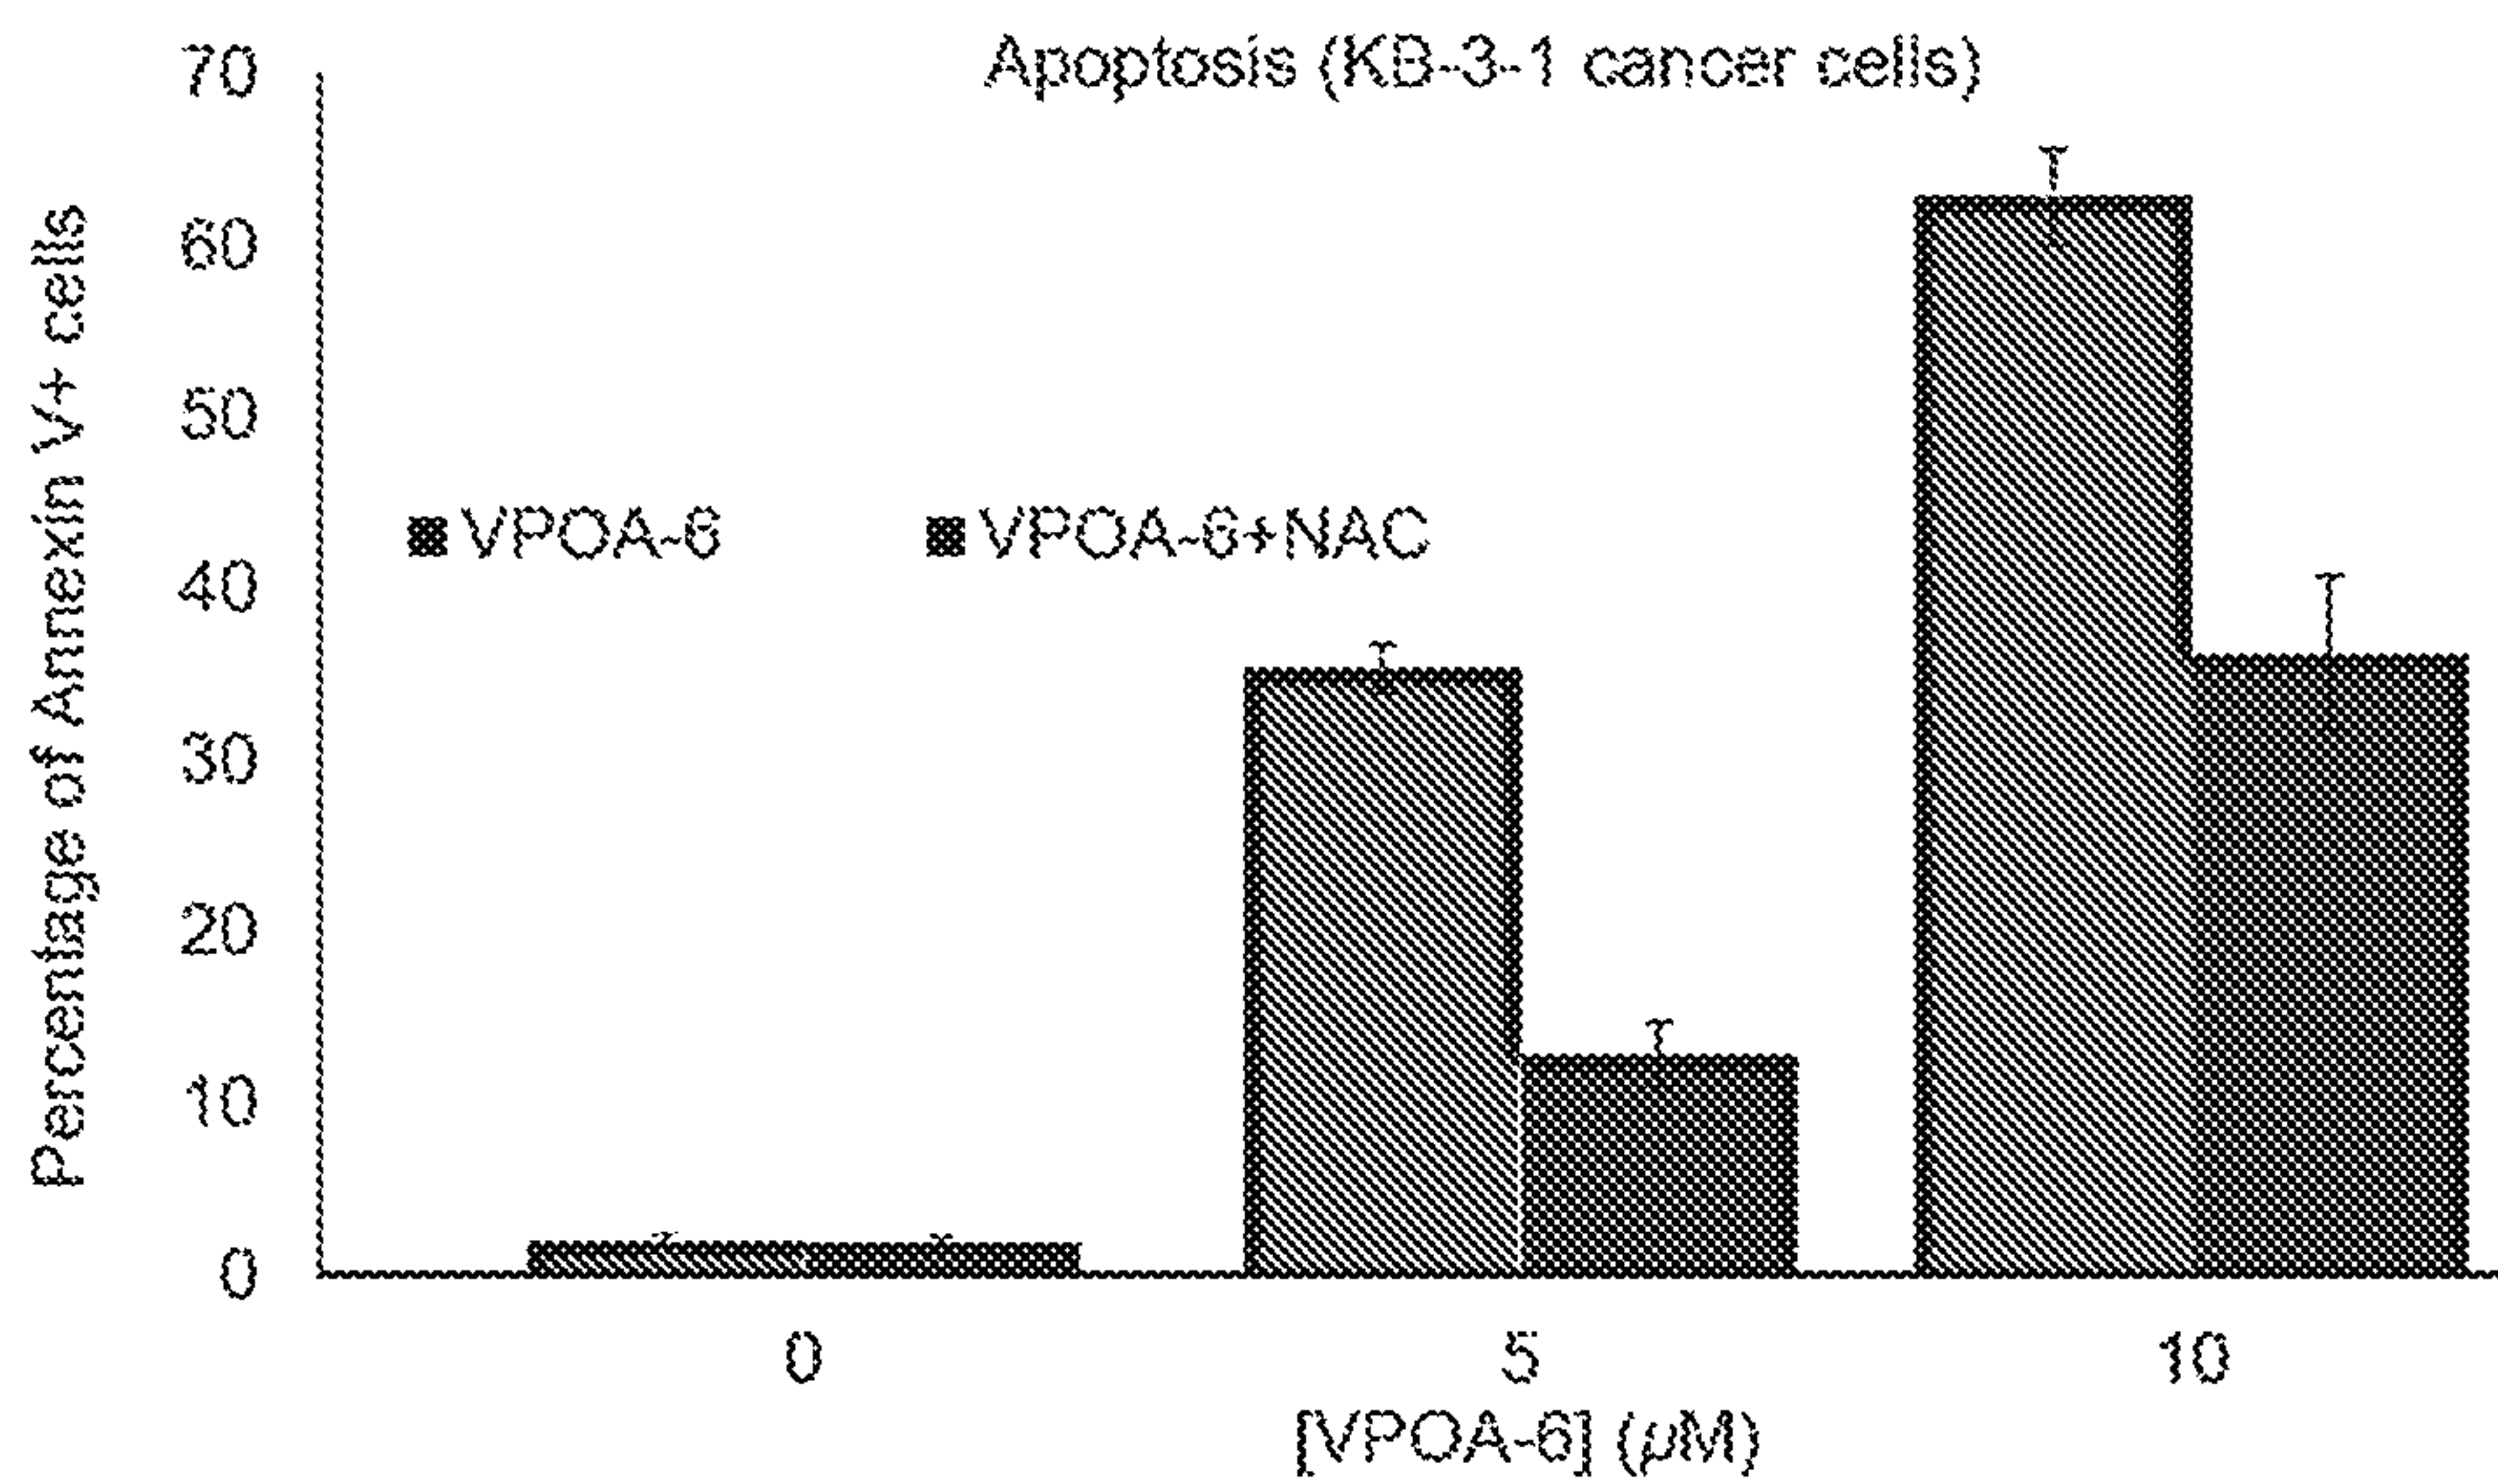 Apoptosis (KB-3-1 cancer cells)
Percentage of Annexin V+ cells
70
60
50
40
30
20
10
0
VPOA-6 VPOA-6+NAC
0 5 10
[VPOA-6] (µM)